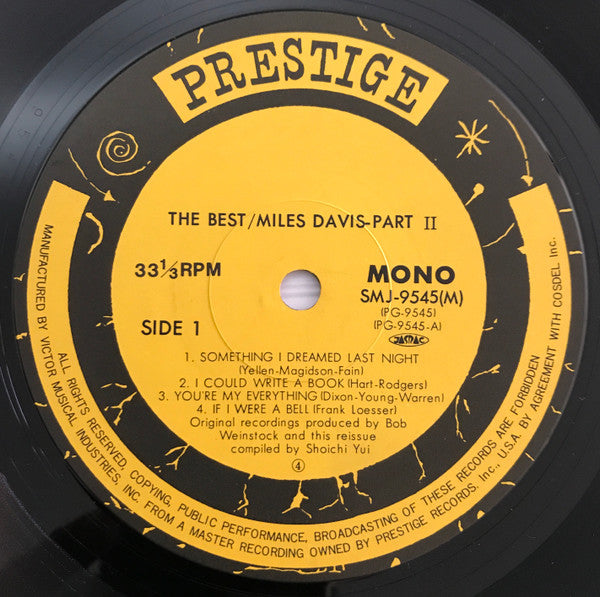 PRESTIGE
THE BEST/MILES DAVIS-PART II
33⅓RPM
MONO
SMJ-9545(M)
(PG-9545)
(PG-9545-A)
JASRAC
SIDE 1
1. SOMETHING I DREAMED LAST NIGHT
(Yellen-Magidson-Fain)
2. I COULD WRITE A BOOK(Hart-Rodgers)
3. YOU'RE MY EVERYTHING(Dixon-Young-Warren)
4. IF I WERE A BELL(Frank Loesser)
Original recordings produced by Bob
Weinstock and this reissue
compiled by Shoichi Yui
④
ALL RIGHTS RESERVED, COPYING, PUBLIC PERFORMANCE, BROADCASTING OF THESE RECORDS ARE FORBIDDEN
MANUFACTURED BY VICTOR MUSICAL INDUSTRIES, INC. FROM A MASTER RECORDING OWNED BY PRESTIGE RECORDS. Inc., U.S.A. BY AGREEMENT WITH COSDEL Inc.